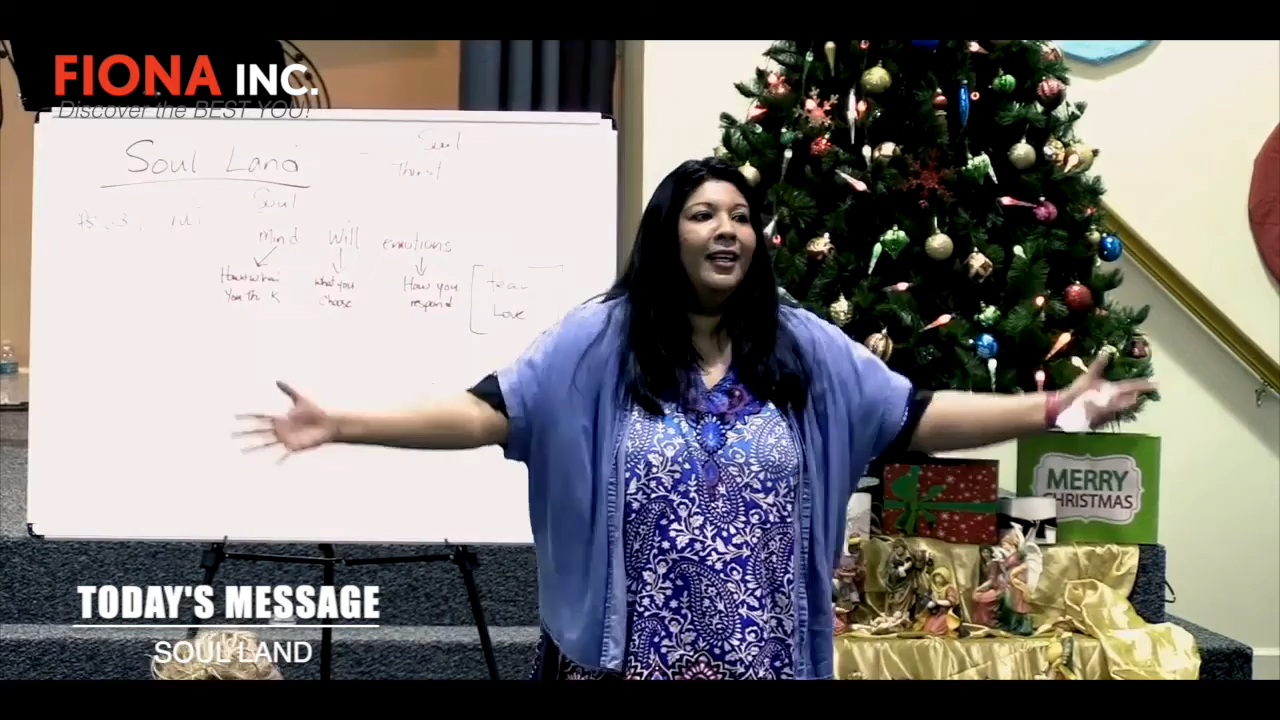 FIONA INC.
Discover the BEST YOU!
Soul Land
Soul
Thirst
Soul
mind Will emotions
what you
choose
How you
respond
fear
Love
MERRY
CHRISTMAS
TODAY'S MESSAGE
SOUL LAND